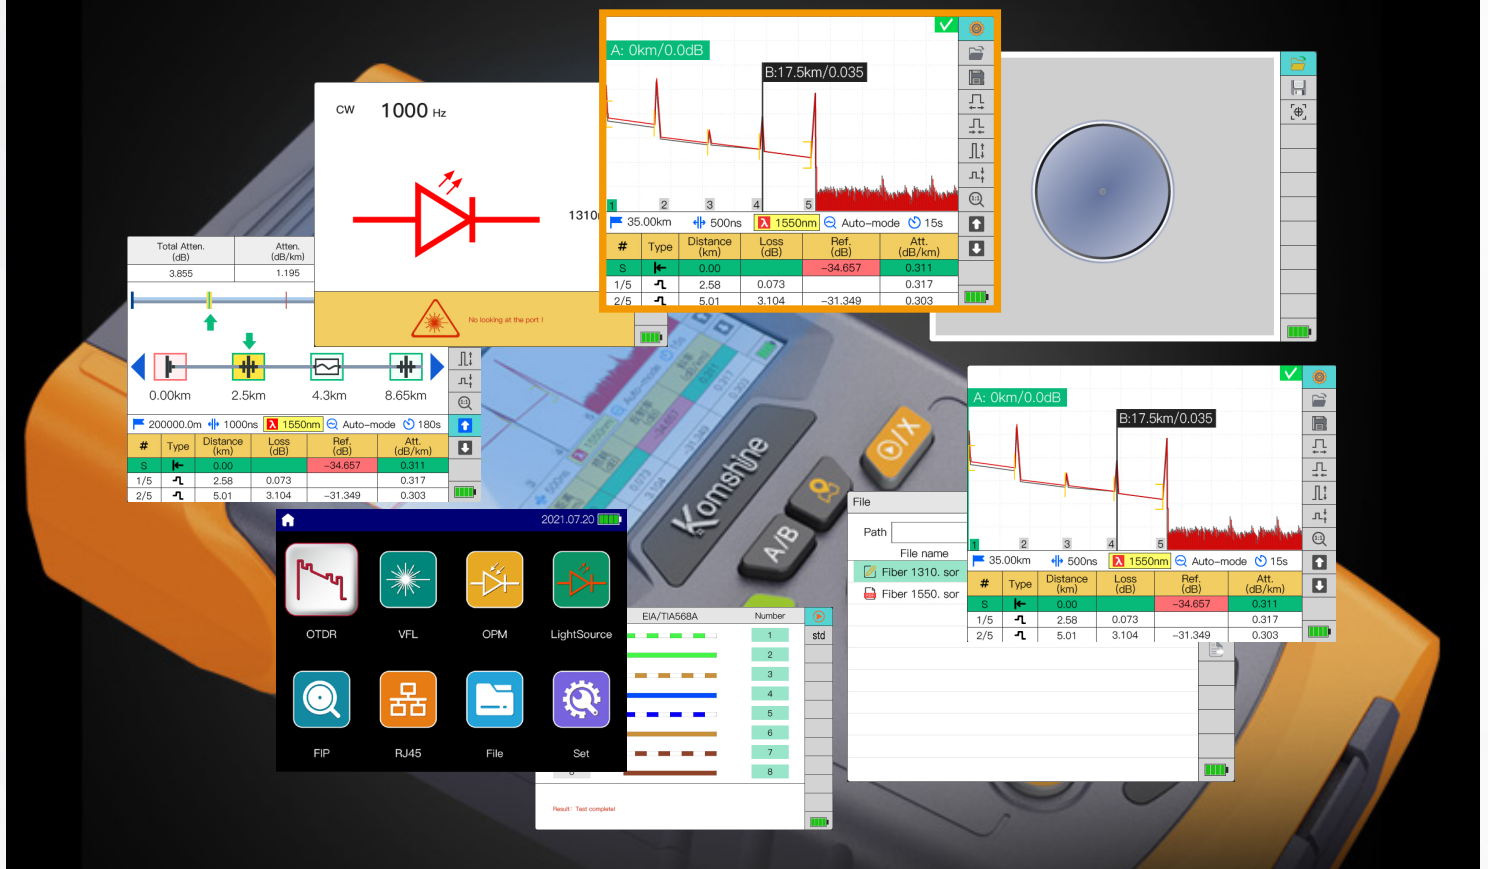 A: 0km/0.0dB
B:17.5km/0.035
1 2 3 4 5
35.00km 500ns λ 1550nm Auto-mode 15s
# Type Distance (km) Loss (dB) Ref. (dB) Att. (dB/km)
S 0.00 -34.657 0.311
1/5 2.58 0.073 0.317
2/5 5.01 3.104 -31.349 0.303
CW 1000 Hz
1310
No looking at the port !
Total Atten. (dB) Atten. (dB/km)
3.855 1.195
0.00km 2.5km 4.3km 8.65km
200000.0m 1000ns λ 1550nm Auto-mode 180s
# Type Distance (km) Loss (dB) Ref. (dB) Att. (dB/km)
S 0.00 -34.657 0.311
1/5 2.58 0.073 0.317
2/5 5.01 3.104 -31.349 0.303
A: 0km/0.0dB
B:17.5km/0.035
1 2 3 4 5
35.00km 500ns λ 1550nm Auto-mode 15s
# Type Distance (km) Loss (dB) Ref. (dB) Att. (dB/km)
S 0.00 -34.657 0.311
1/5 2.58 0.073 0.317
2/5 5.01 3.104 -31.349 0.303
Komshine
A/B
/X
File
Path
File name
Fiber 1310. sor
Fiber 1550. sor
2021.07.20
OTDR VFL OPM LightSource
FIP RJ45 File Set
EIA/TIA568A Number
std
1
2
3
4
5
6
7
8
Result : Test complete!